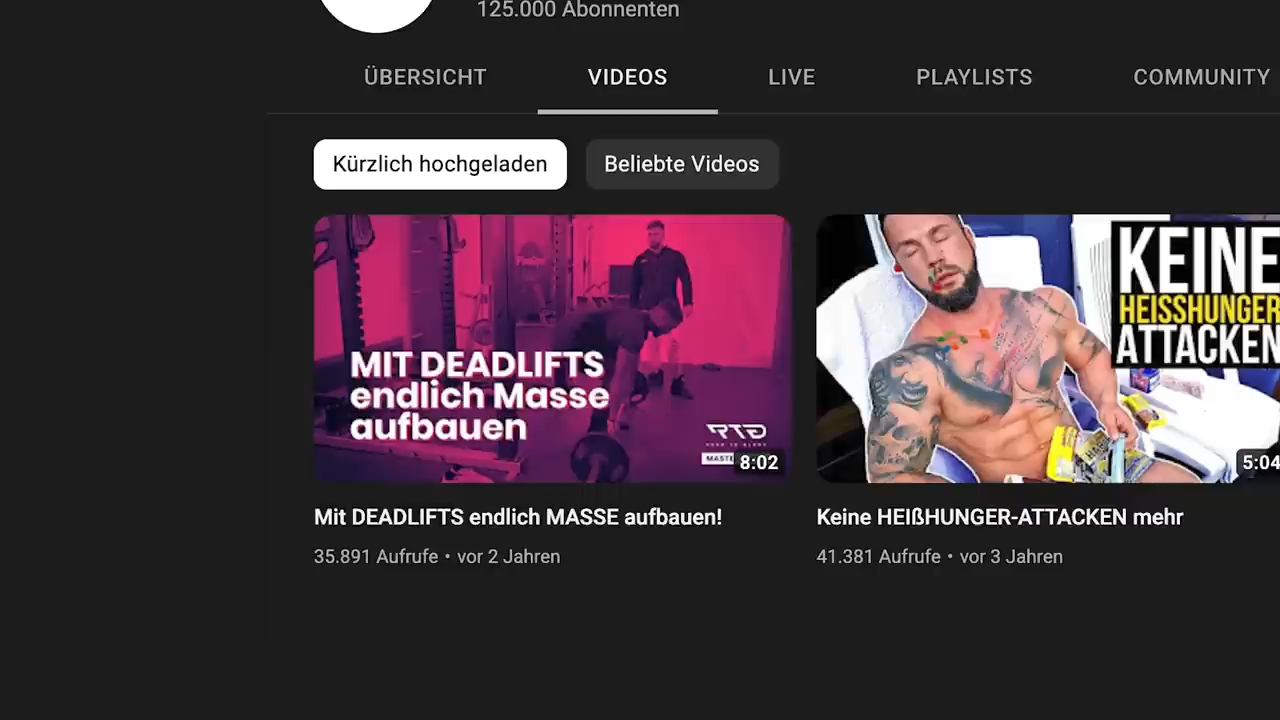 125.000 Abonnenten
ÜBERSICHT VIDEOS LIVE PLAYLISTS COMMUNITY
Kürzlich hochgeladen Beliebte Videos
MIT DEADLIFTS
endlich Masse
aufbauen
RTG
8:02
KEINE
HEISSHUNGER
ATTACKEN
5:04
Mit DEADLIFTS endlich MASSE aufbauen!
35.891 Aufrufe • vor 2 Jahren
Keine HEIßHUNGER-ATTACKEN mehr
41.381 Aufrufe • vor 3 Jahren